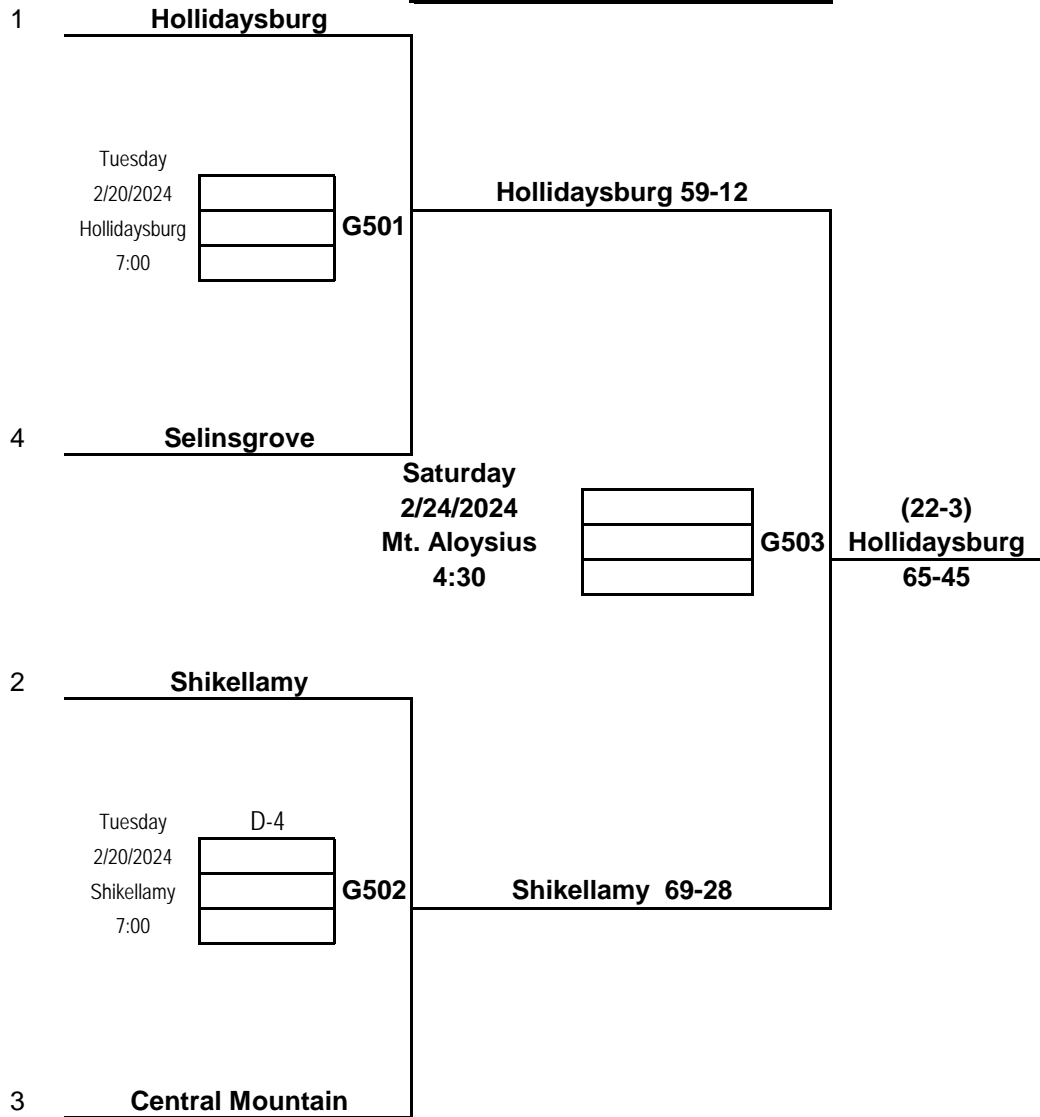 1 Hollidaysburg
Tuesday
2/20/2024
Hollidaysburg
7:00
G501
Hollidaysburg 59-12
4 Selinsgrove
Saturday
2/24/2024
Mt. Aloysius
4:30
G503
(22-3)
Hollidaysburg
65-45
2 Shikellamy
Tuesday
2/20/2024
Shikellamy
7:00
D-4
G502
Shikellamy 69-28
3 Central Mountain